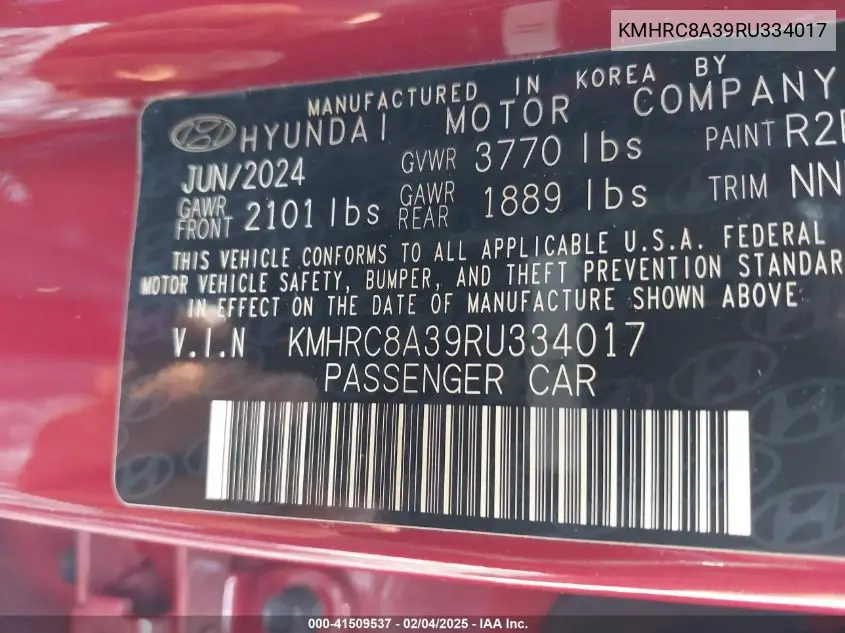 KMHRC8A39RU334017
MANUFACTURED IN KOREA BY
HYUNDAI MOTOR COMPANY
JUN/2024 GVWR 3770 lbs PAINT
GAWR FRONT 2101 lbs GAWR REAR 1889 lbs TRIM
THIS VEHICLE CONFORMS TO ALL APPLICABLE U.S.A. FEDERAL
MOTOR VEHICLE SAFETY, BUMPER, AND THEFT PREVENTION STANDAR
IN EFFECT ON THE DATE OF MANUFACTURE SHOWN ABOVE
V.I.N KMHRC8A39RU334017
PASSENGER CAR
000-41509537 - 02/04/2025 - IAA Inc.